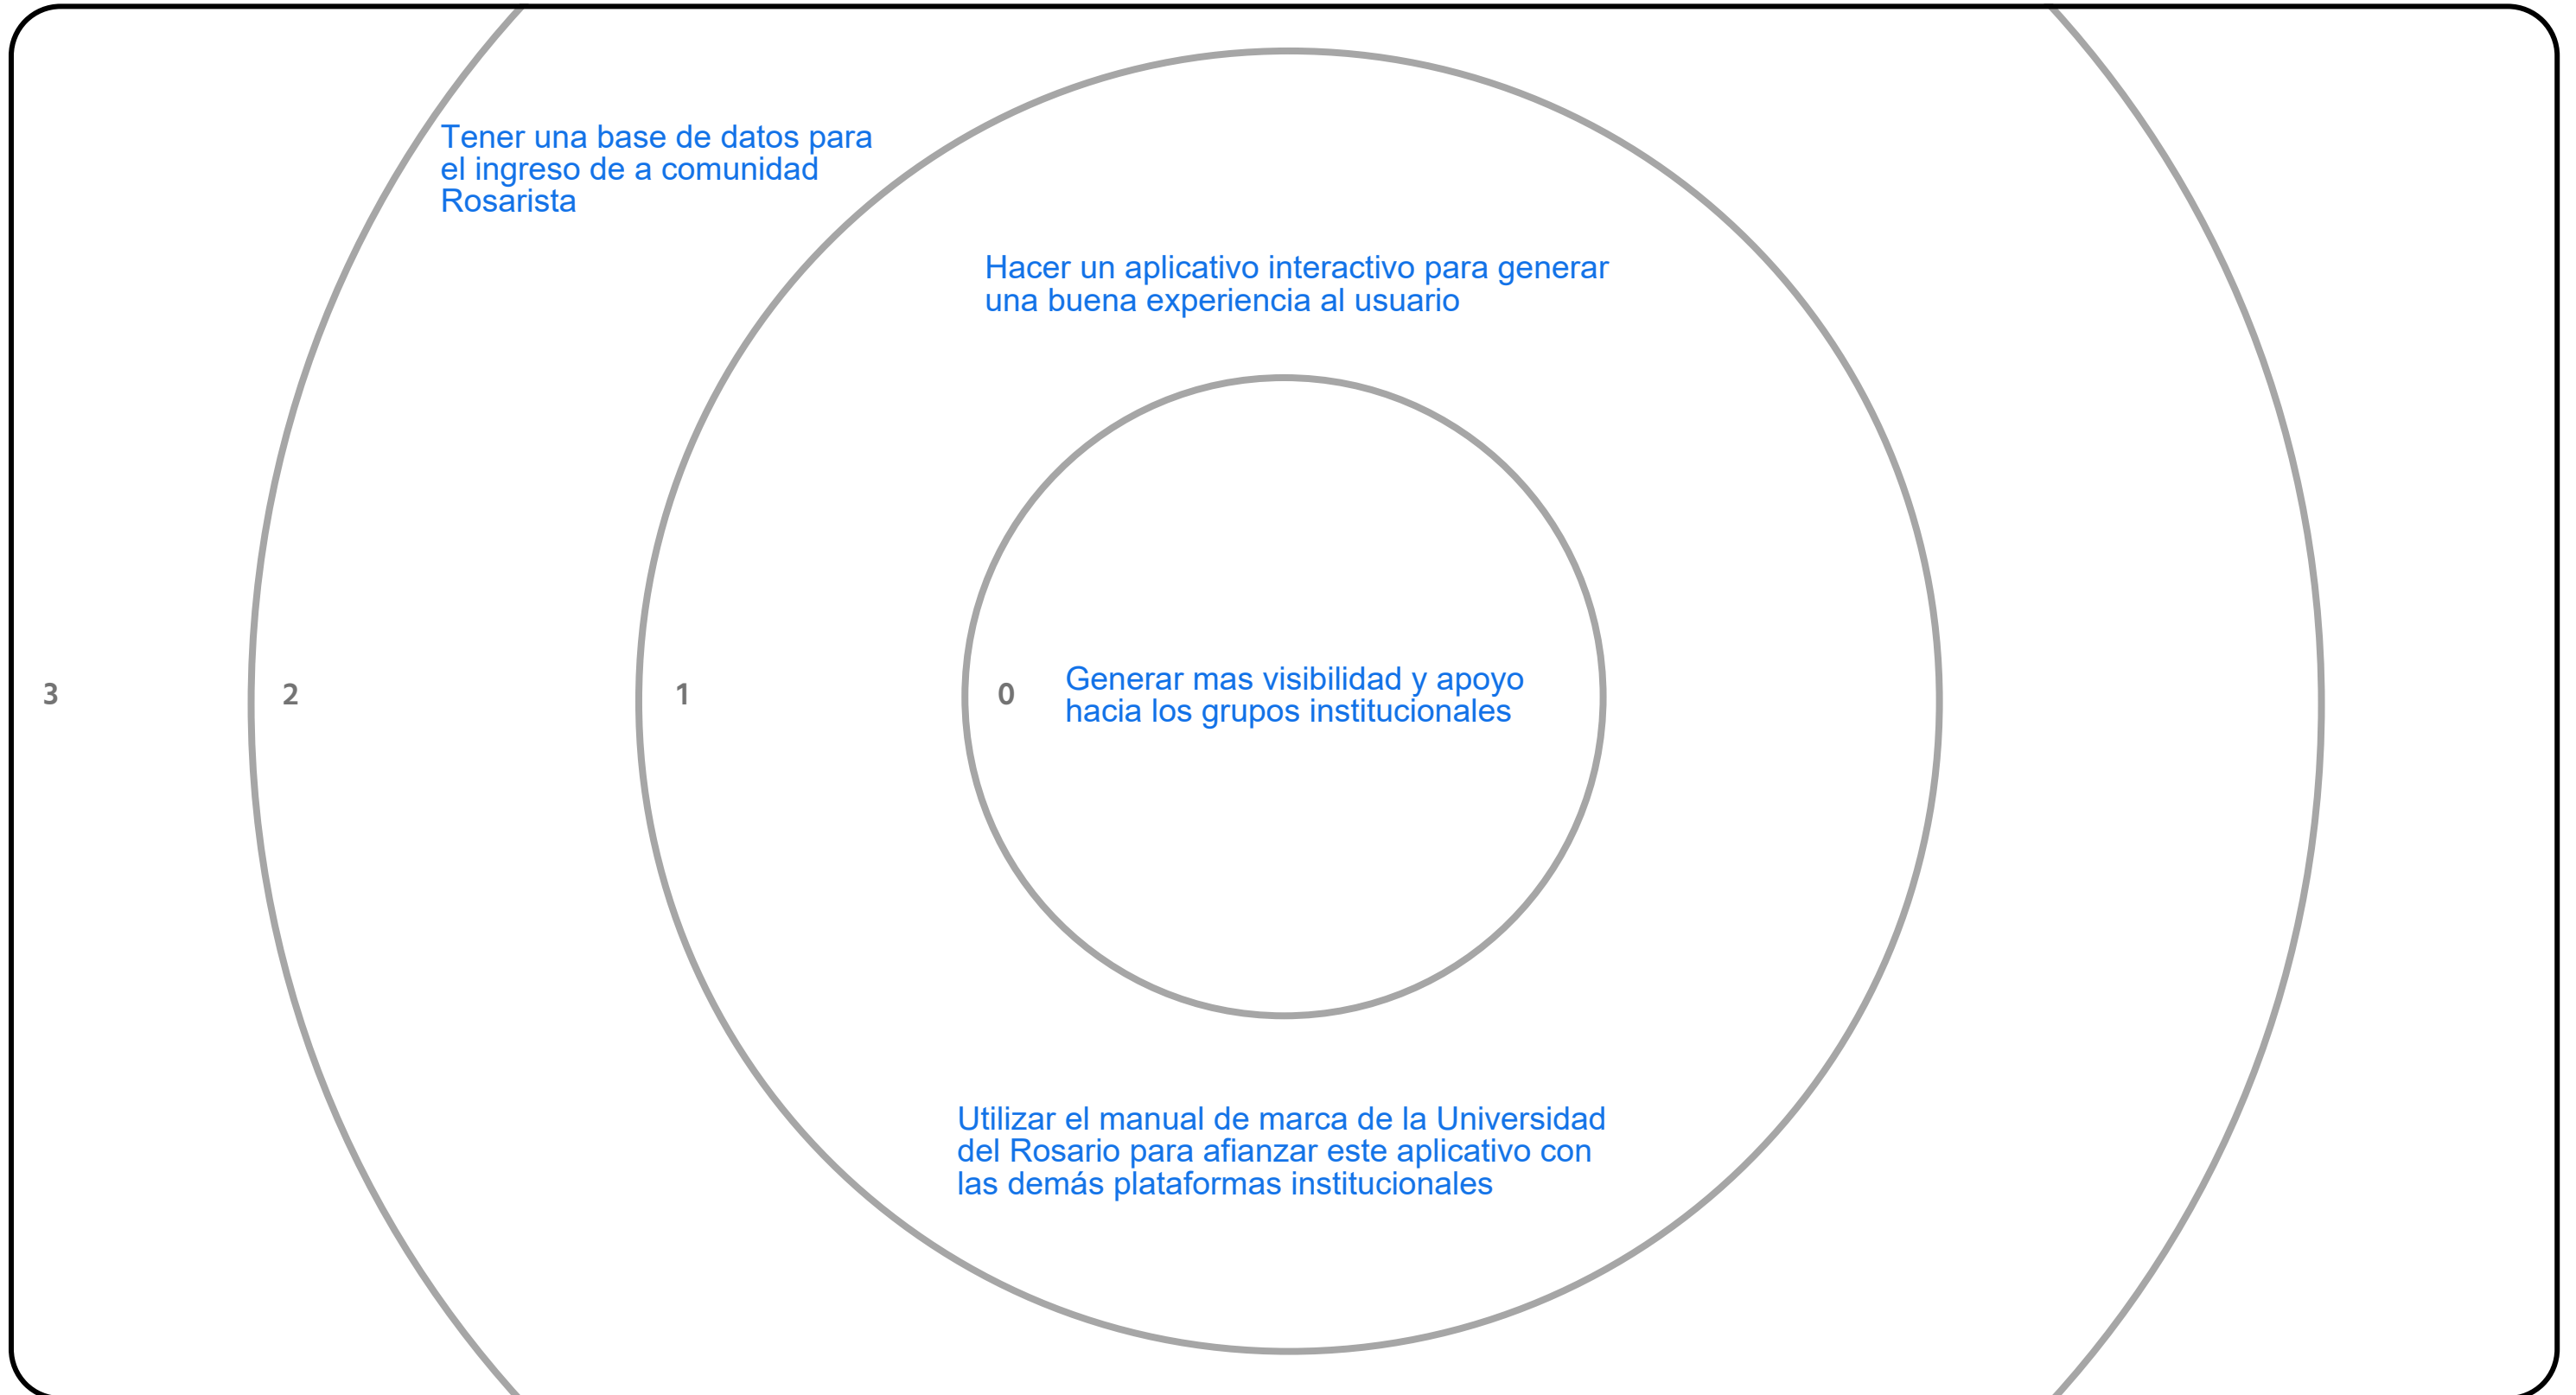 Tener una base de datos para
el ingreso de a comunidad
Rosarista
Hacer un aplicativo interactivo para generar
una buena experiencia al usuario
3
2
1
0
Generar mas visibilidad y apoyo
hacia los grupos institucionales
Utilizar el manual de marca de la Universidad
del Rosario para afianzar este aplicativo con
las demás plataformas institucionales